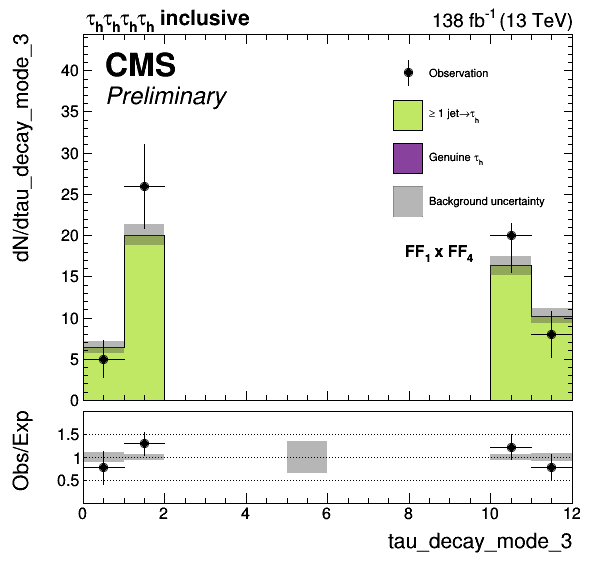 τhτhτhτh inclusive
138 fb⁻¹ (13 TeV)
dN/dtau_decay_mode_3
CMS
Preliminary
Observation
≥ 1 jet→τh
Genuine τh
Background uncertainty
FF1 x FF4
40
35
30
25
20
15
10
5
0
Obs/Exp
1.5
1
0.5
0 2 4 6 8 10 12
tau_decay_mode_3